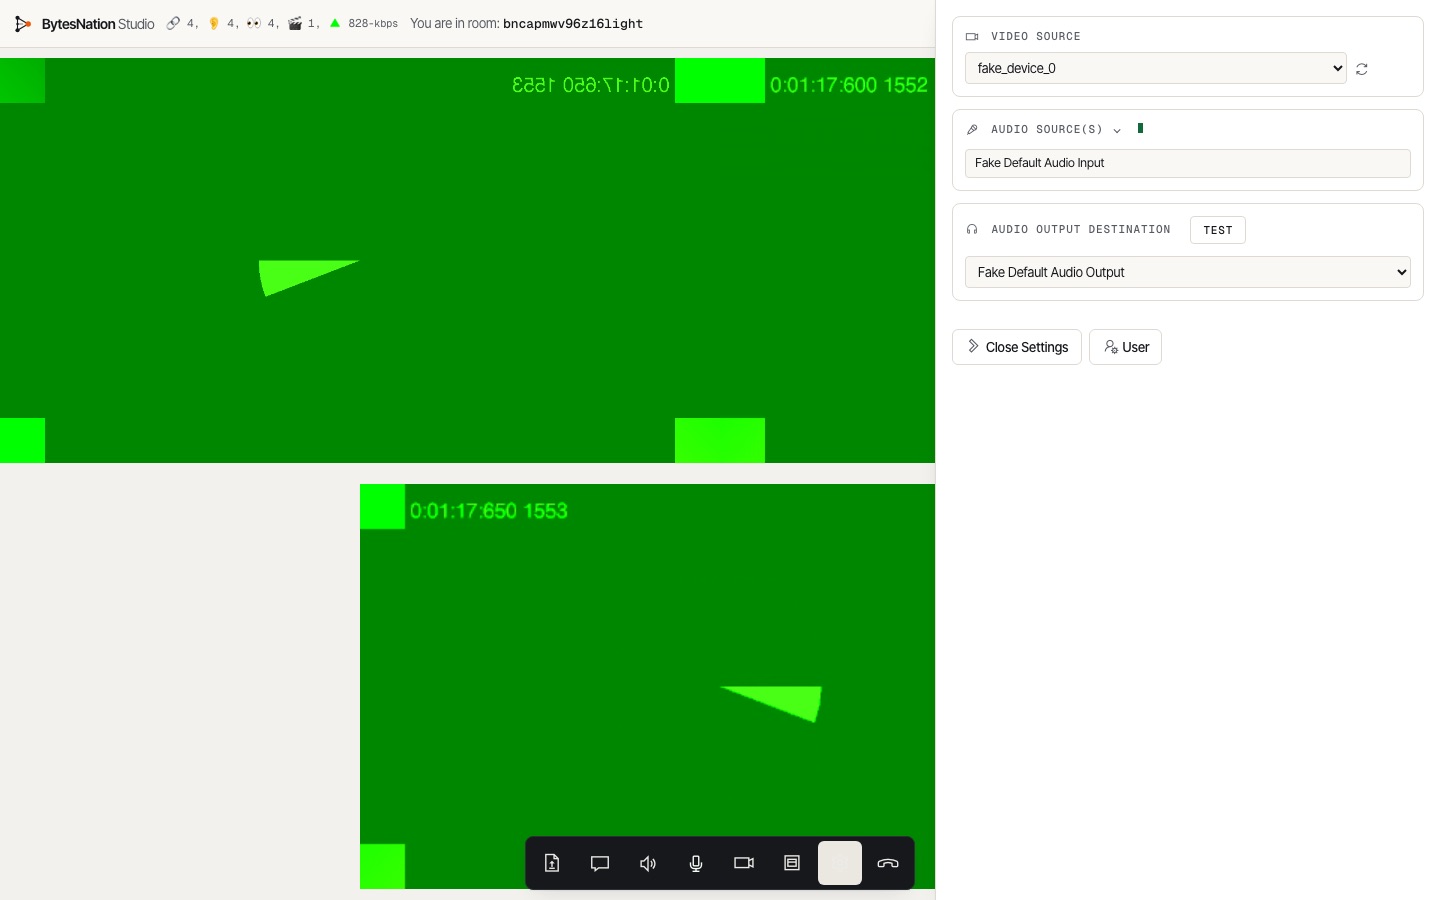 BytesNation Studio 4, 4, 4, 1, 828-kbps You are in room: bncapmwv96z16light
0:01:17:650 1553
0:01:17:600 1552
0:01:17:650 1553
VIDEO SOURCE
fake_device_0
AUDIO SOURCE(S)
Fake Default Audio Input
AUDIO OUTPUT DESTINATION TEST
Fake Default Audio Output
Close Settings User